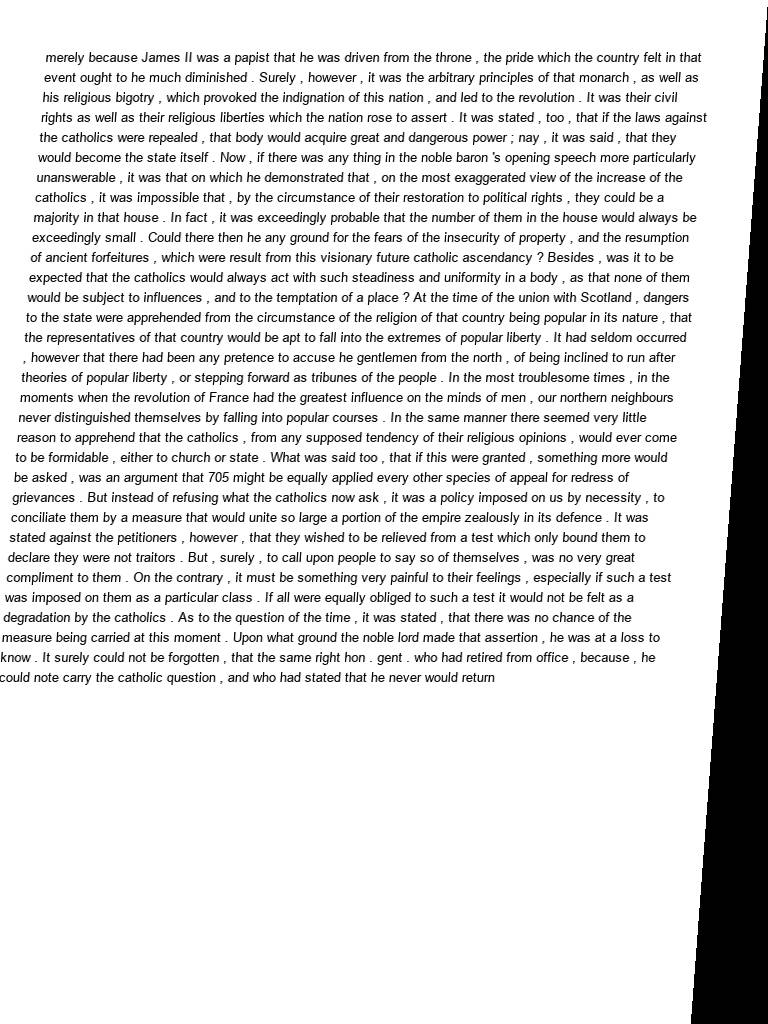 merely because James II was a papist that he was driven from the throne , the pride which the country felt in that
event ought to he much diminished . Surely , however , it was the arbitrary principles of that monarch , as well as
his religious bigotry , which provoked the indignation of this nation , and led to the revolution . It was their civil
rights as well as their religious liberties which the nation rose to assert . It was stated , too , that if the laws against
the catholics were repealed , that body would acquire great and dangerous power ; nay , it was said , that they
would become the state itself . Now , if there was any thing in the noble baron 's opening speech more particularly
unanswerable , it was that on which he demonstrated that , on the most exaggerated view of the increase of the
catholics , it was impossible that , by the circumstance of their restoration to political rights , they could be a
majority in that house . In fact , it was exceedingly probable that the number of them in the house would always be
exceedingly small . Could there then he any ground for the fears of the insecurity of property , and the resumption
of ancient forfeitures , which were result from this visionary future catholic ascendancy ? Besides , was it to be
expected that the catholics would always act with such steadiness and uniformity in a body , as that none of them
would be subject to influences , and to the temptation of a place ? At the time of the union with Scotland , dangers
to the state were apprehended from the circumstance of the religion of that country being popular in its nature , that
the representatives of that country would be apt to fall into the extremes of popular liberty . It had seldom occurred
, however that there had been any pretence to accuse he gentlemen from the north , of being inclined to run after
theories of popular liberty , or stepping forward as tribunes of the people . In the most troublesome times , in the
moments when the revolution of France had the greatest influence on the minds of men , our northern neighbours
never distinguished themselves by falling into popular courses . In the same manner there seemed very little
reason to apprehend that the catholics , from any supposed tendency of their religious opinions , would ever come
to be formidable , either to church or state . What was said too , that if this were granted , something more would
be asked , was an argument that 705 might be equally applied every other species of appeal for redress of
grievances . But instead of refusing what the catholics now ask , it was a policy imposed on us by necessity , to
conciliate them by a measure that would unite so large a portion of the empire zealously in its defence . It was
stated against the petitioners , however , that they wished to be relieved from a test which only bound them to
declare they were not traitors . But , surely , to call upon people to say so of themselves , was no very great
compliment to them . On the contrary , it must be something very painful to their feelings , especially if such a test
was imposed on them as a particular class . If all were equally obliged to such a test it would not be felt as a
degradation by the catholics . As to the question of the time , it was stated , that there was no chance of the
measure being carried at this moment . Upon what ground the noble lord made that assertion , he was at a loss to
know . It surely could not be forgotten , that the same right hon . gent . who had retired from office , because , he
could note carry the catholic question , and who had stated that he never would return